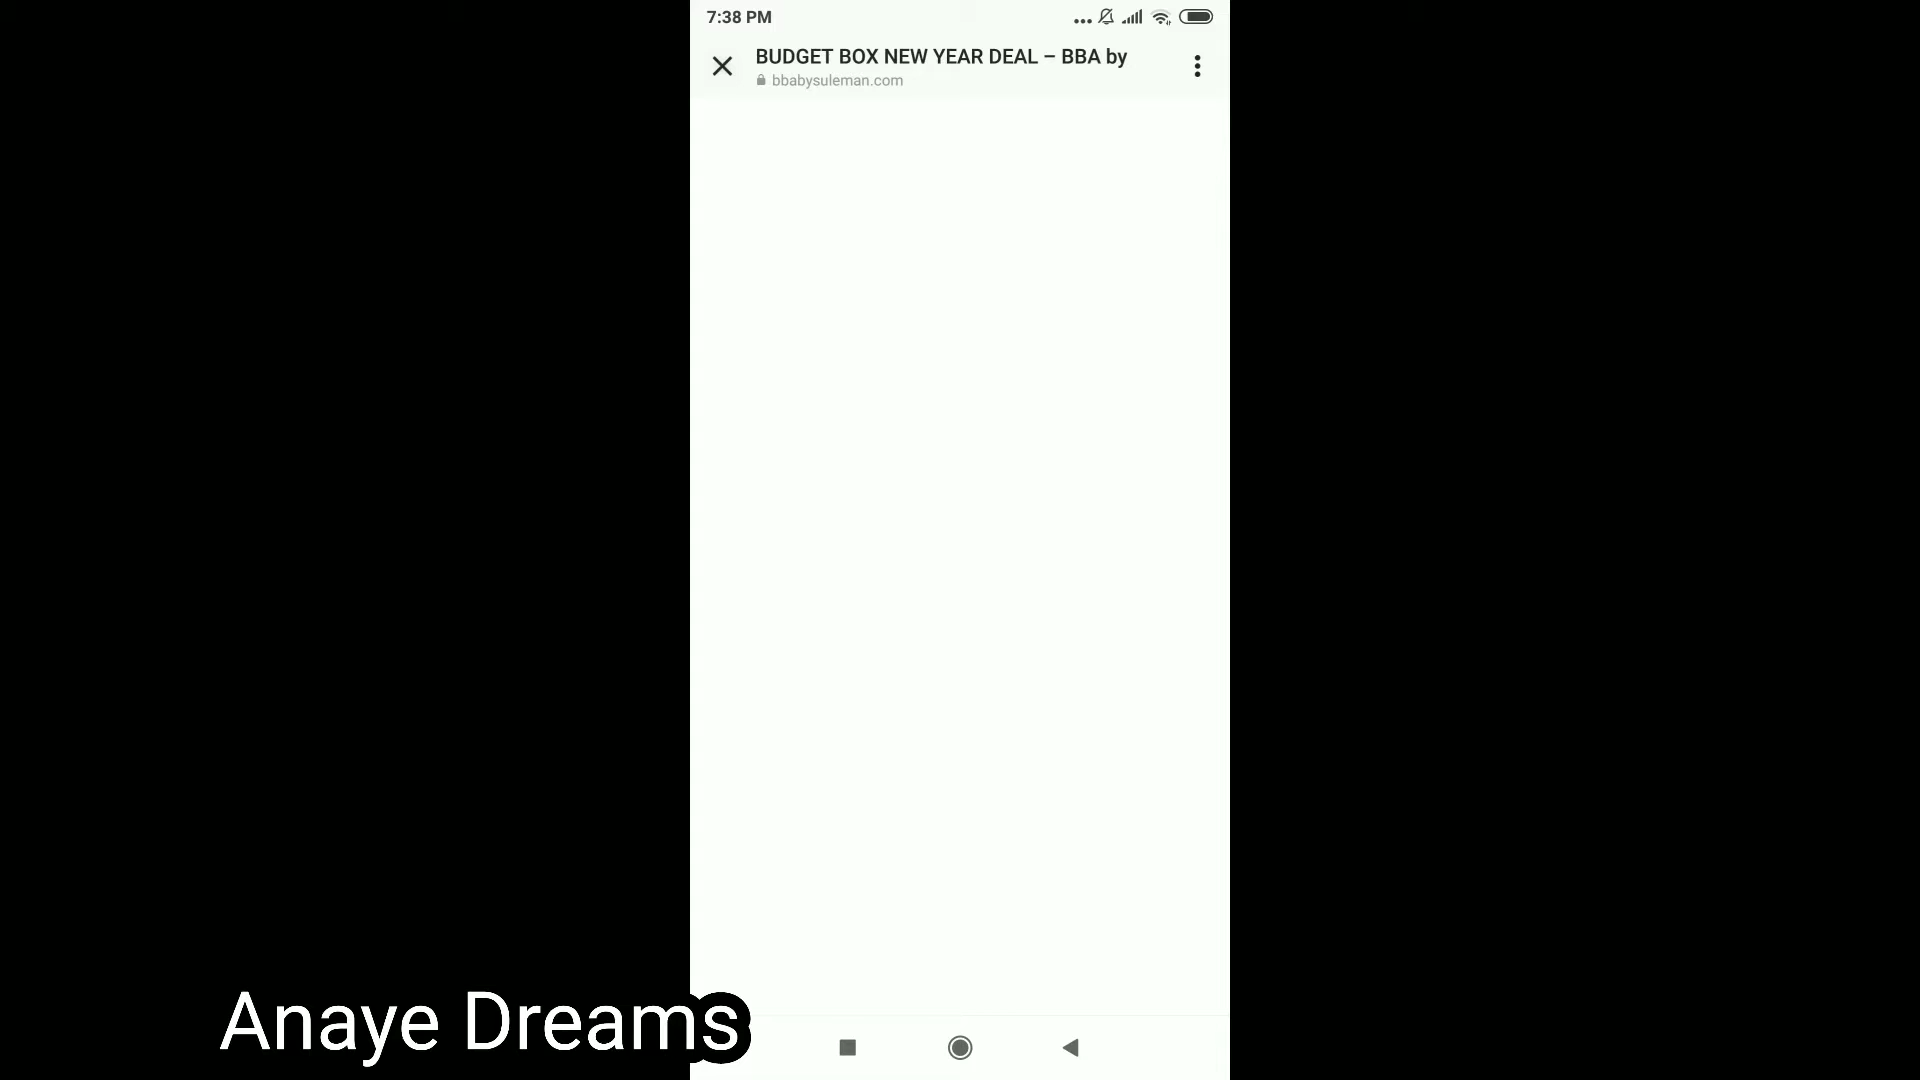 7:38 PM
BUDGET BOX NEW YEAR DEAL – BBA by
bbabysuleman.com
Anaye Dreams